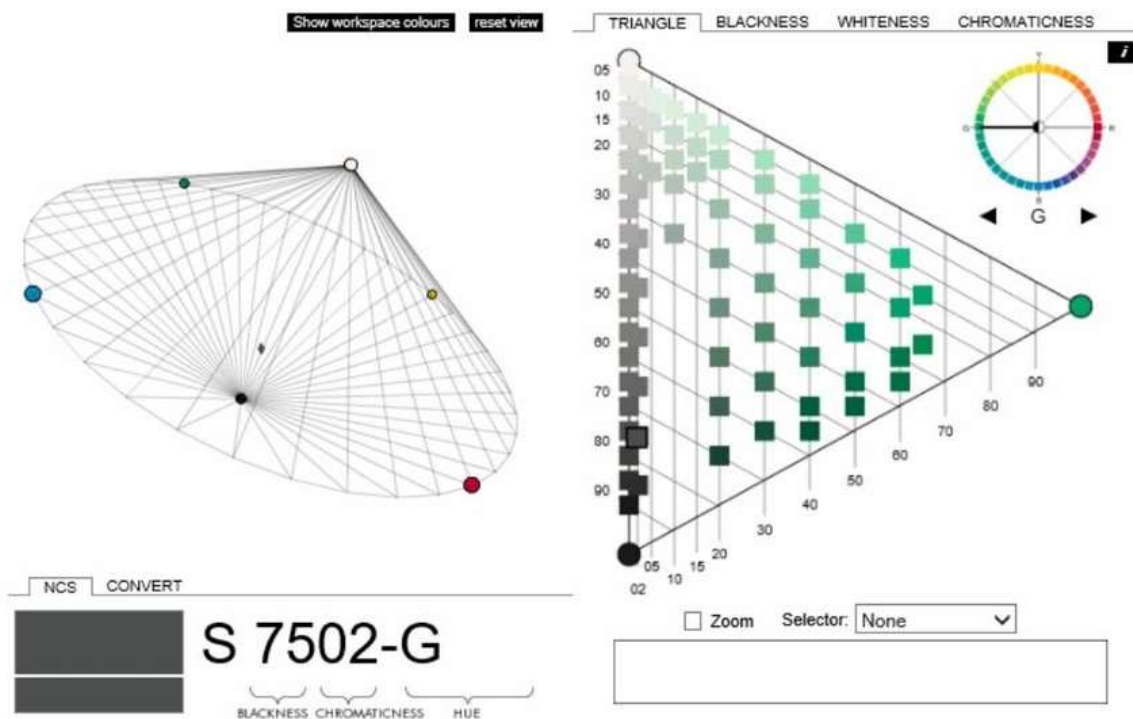 Show workspace colours
reset view
TRIANGLE
BLACKNESS
WHITENESS
CHROMATICNESS
i
Y
G
R
B
G
05
10
15
20
30
40
50
60
70
80
90
02
05
10
15
20
30
40
50
60
70
80
90
NCS
CONVERT
S 7502-G
BLACKNESS
CHROMATICNESS
HUE
Zoom
Selector:
None